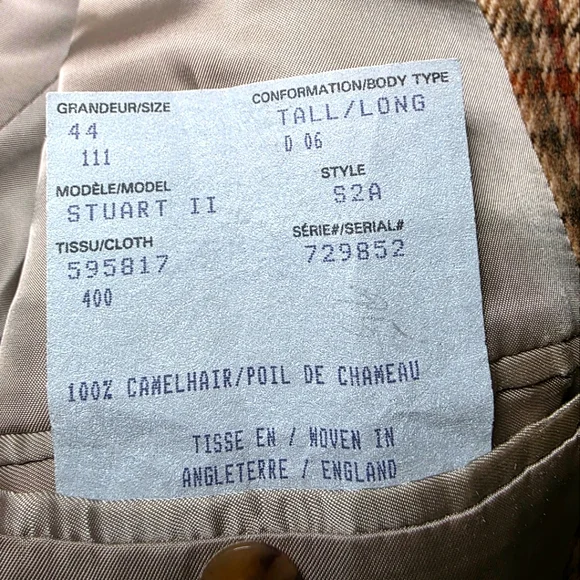 GRANDEUR/SIZE
44
111
CONFORMATION/BODY TYPE
TALL/LONG
D 06
MODÈLE/MODEL
STUART II
STYLE
S2A
TISSU/CLOTH
595817
400
SÉRIE#/SERIAL#
729852
100% CAMELHAIR/POIL DE CHAMEAU
TISSE EN / WOVEN IN
ANGLETERRE / ENGLAND